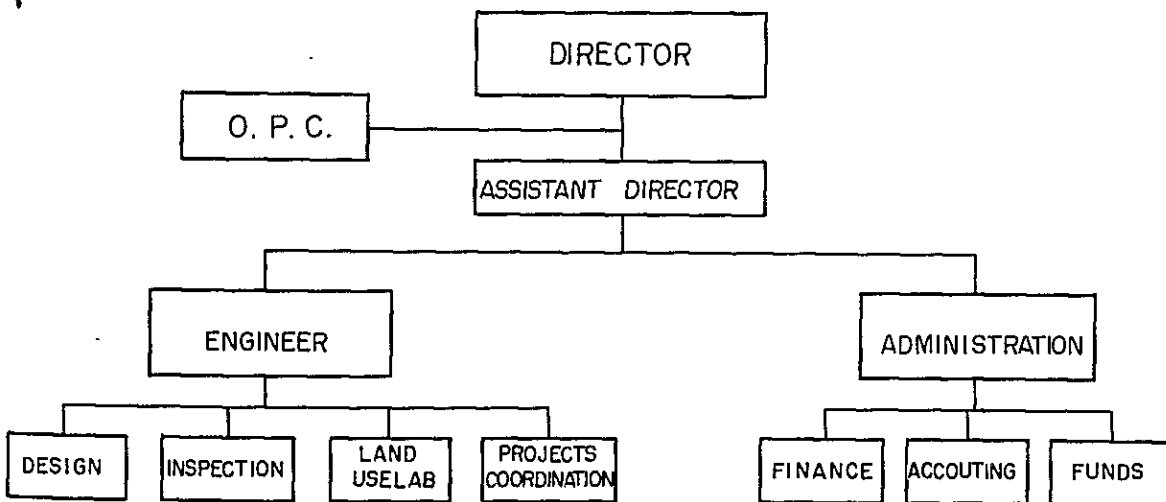 DIRECTOR
O. P. C.
ASSISTANT DIRECTOR
ENGINEER
ADMINISTRATION
DESIGN
INSPECTION
LAND
USELAB
PROJECTS
COORDINATION
FINANCE
ACCOUTING
FUNDS